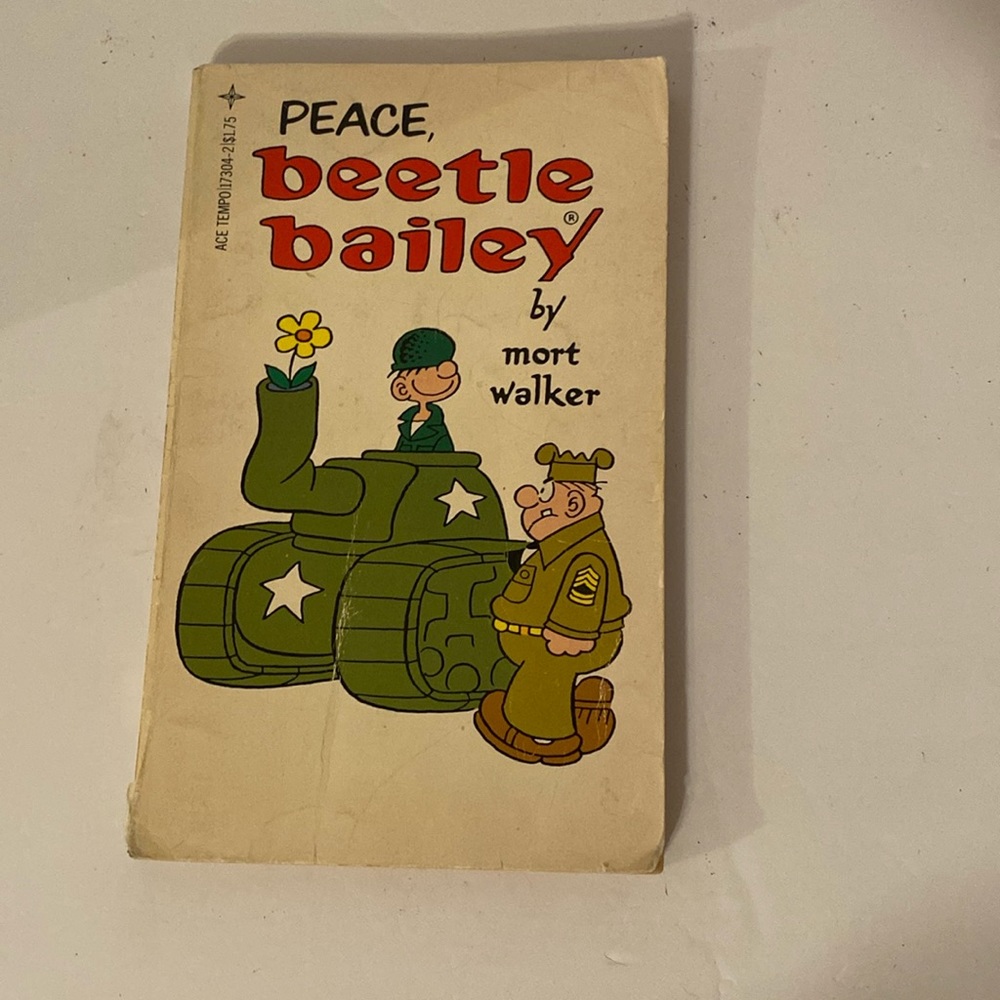 PEACE,
beetle
bailey®
by
mort
walker
ACE TEMPO|17304-2|$1.75